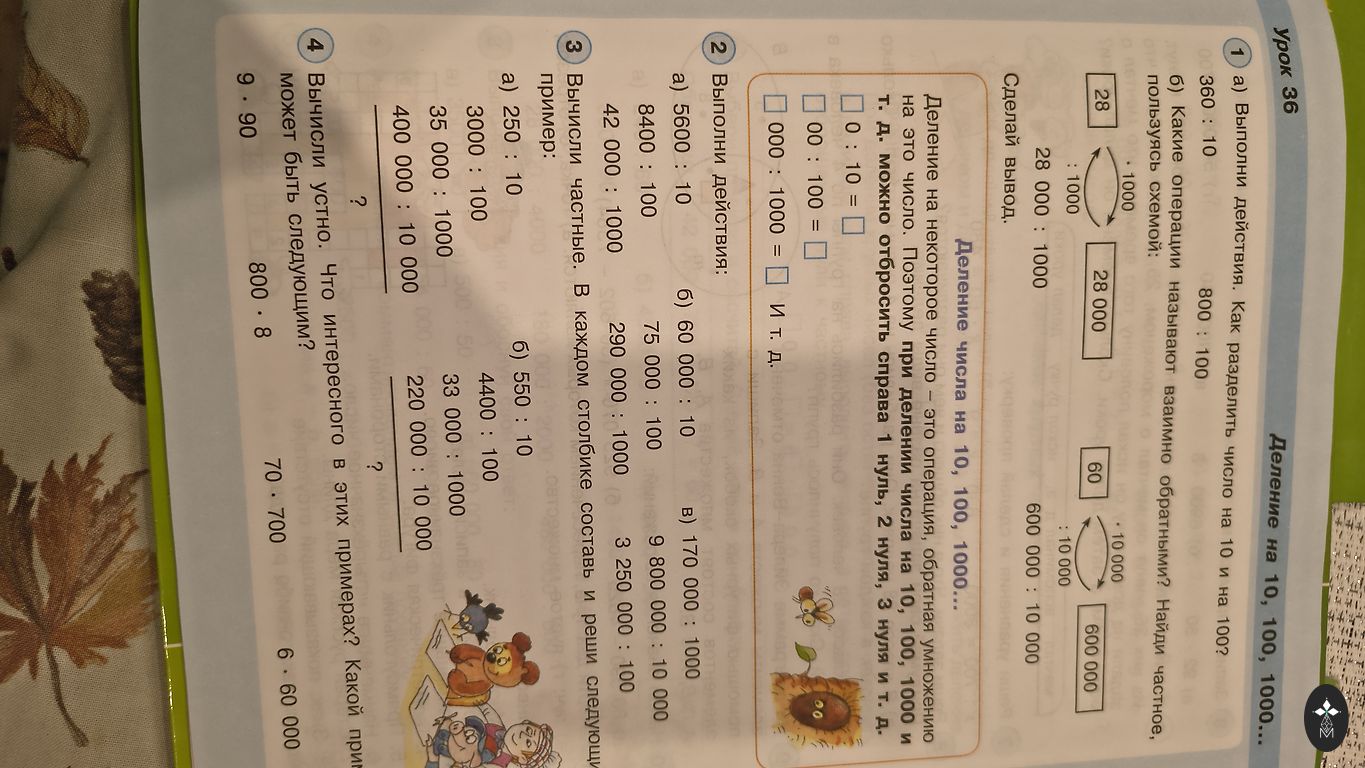 Урок 36
Деление на 10, 100, 1000...
1 а) Выполни действия. Как разделить число на 10 и на 100?
360 : 10 800 : 100
б) Какие операции называют взаимно обратными? Найди частное,
пользуясь схемой:
28 · 1000 : 1000 28 000 60 · 10 000 : 10 000 600 000
28 000 : 1000 600 000 : 10 000
Сделай вывод.
Деление числа на 10, 100, 1000...
Деление на некоторое число – это операция, обратная умножению
на это число. Поэтому при делении числа на 10, 100, 1000 и
т. д. можно отбросить справа 1 нуль, 2 нуля, 3 нуля и т. д.
□ 0 : 10 = □
□ 00 : 100 = □
□ 000 : 1000 = □ И т. д.
2 Выполни действия:
а) 5600 : 10 б) 60 000 : 10 в) 170 000 : 1000
8400 : 100 75 000 : 100 9 800 000 : 10 000
42 000 : 1000 290 000 : 1000 3 250 000 : 100
3 Вычисли частные. В каждом столбике составь и реши
пример:
а) 250 : 10 б) 550 : 10
3000 : 100 4400 : 100
35 000 : 1000 33 000 : 1000
400 000 : 10 000 220 000 : 10 000
? ?
4 Вычисли устно. Что интересного в этих примерах? Какой
может быть следующим?
9 · 90 800 · 8 70 · 700 6 · 60 000